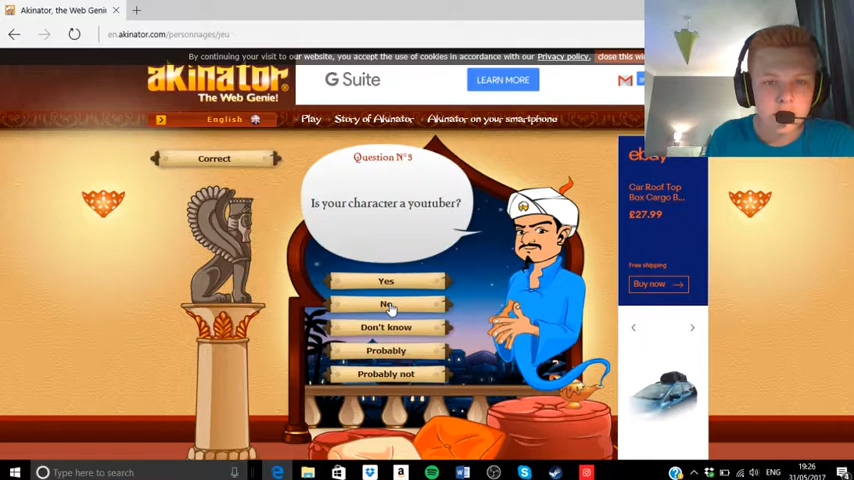 Akinator, the Web Geni
en.akinator.com/personnages/jeu
By continuing your visit to our website, you accept the use of cookies in accordance with our Privacy policy. close this wi
akinator
The Web Genie!
G Suite
LEARN MORE
English
Play
Story of Akinator
Akinator on your smartphone
Correct
Question N°3
Is your character a youtuber?
Yes
No
Don't know
Probably
Probably not
ebay
Car Roof Top
Box Cargo B...
£27.99
Free shipping
Buy now
Type here to search
ENG
19:26
31/05/2017